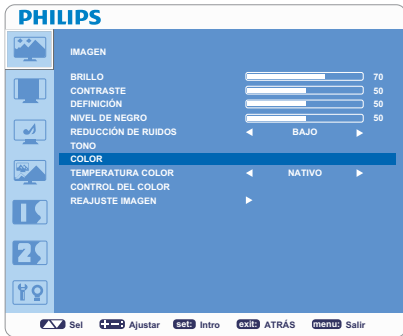 PHILIPS
IMAGEN
BRILLO 70
CONTRASTE 50
DEFINICIÓN 50
NIVEL DE NEGRO 50
REDUCCIÓN DE RUIDOS BAJO
TONO
COLOR
TEMPERATURA COLOR NATIVO
CONTROL DEL COLOR
REAJUSTE IMAGEN
Sel Ajustar set: Intro exit: ATRÁS menu: Salir